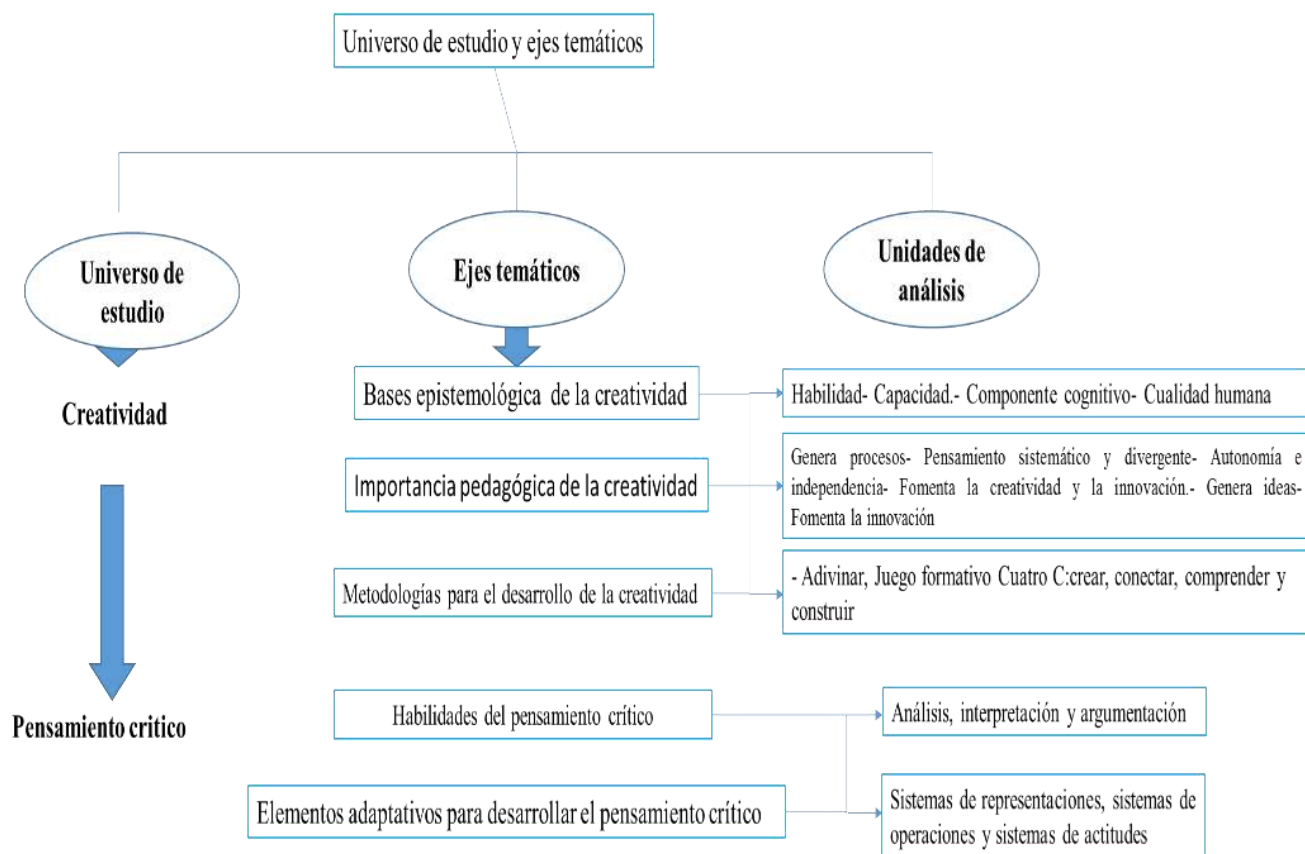 Universo de estudio y ejes temáticos
Universo de
estudio
Ejes temáticos
Unidades de
análisis
Creatividad
Bases epistemológica de la creatividad
Habilidad- Capacidad.- Componente cognitivo- Cualidad humana
Importancia pedagógica de la creatividad
Genera procesos- Pensamiento sistemático y divergente- Autonomía e
independencia- Fomenta la creatividad y la innovación.- Genera ideas-
Fomenta la innovación
Metodologías para el desarrollo de la creatividad
- Adivinar, Juego formativo Cuatro C:crear, conectar, comprender y
construir
Pensamiento critico
Habilidades del pensamiento crítico
Análisis, interpretación y argumentación
Elementos adaptativos para desarrollar el pensamiento crítico
Sistemas de representaciones, sistemas de
operaciones y sistemas de actitudes